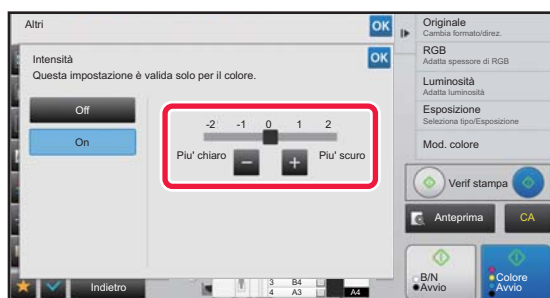 Altri
OK
Intensità
OK
Questa impostazione è valida solo per il colore.
Off
On
-2 -1 0 1 2
Piu' chiaro
Piu' scuro
Indietro
3 B4
4 A3
A4
Originale
Cambia formato/direz.
RGB
Adatta spessore di RGB
Luminosità
Adatta luminosità
Esposizione
Seleziona tipo/Esposizione
Mod. colore
Verif stampa
Anteprima
CA
B/N
Avvio
Colore
Avvio